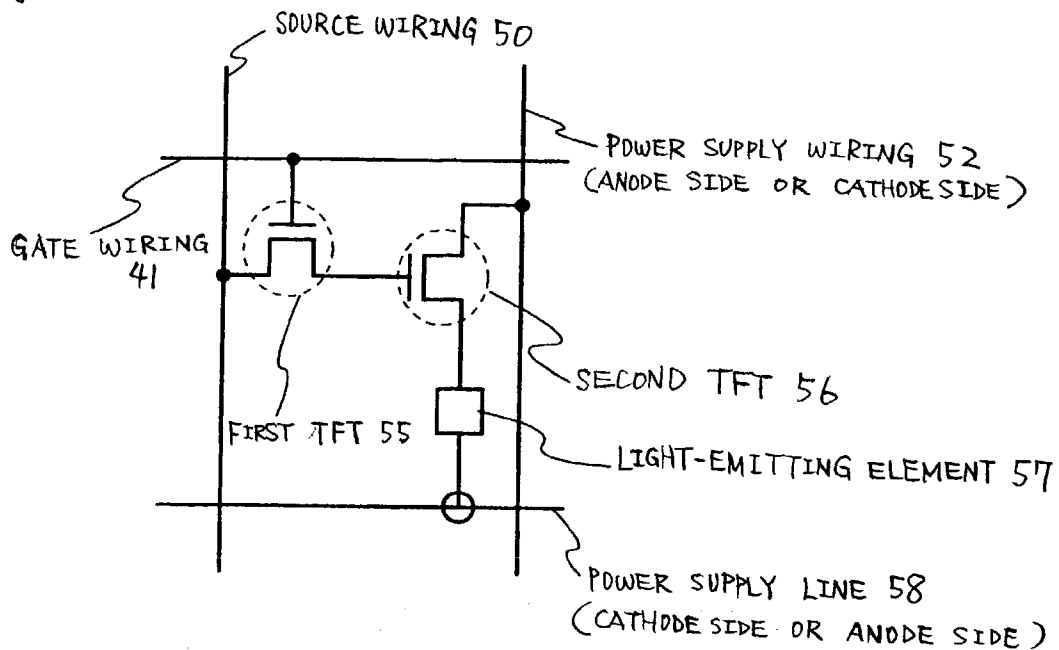 SOURCE WIRING 50
POWER SUPPLY WIRING 52
(ANODE SIDE OR CATHODE SIDE)
GATE WIRING
41
SECOND TFT 56
FIRST TFT 55
LIGHT-EMITTING ELEMENT 57
POWER SUPPLY LINE 58
(CATHODE SIDE OR ANODE SIDE)